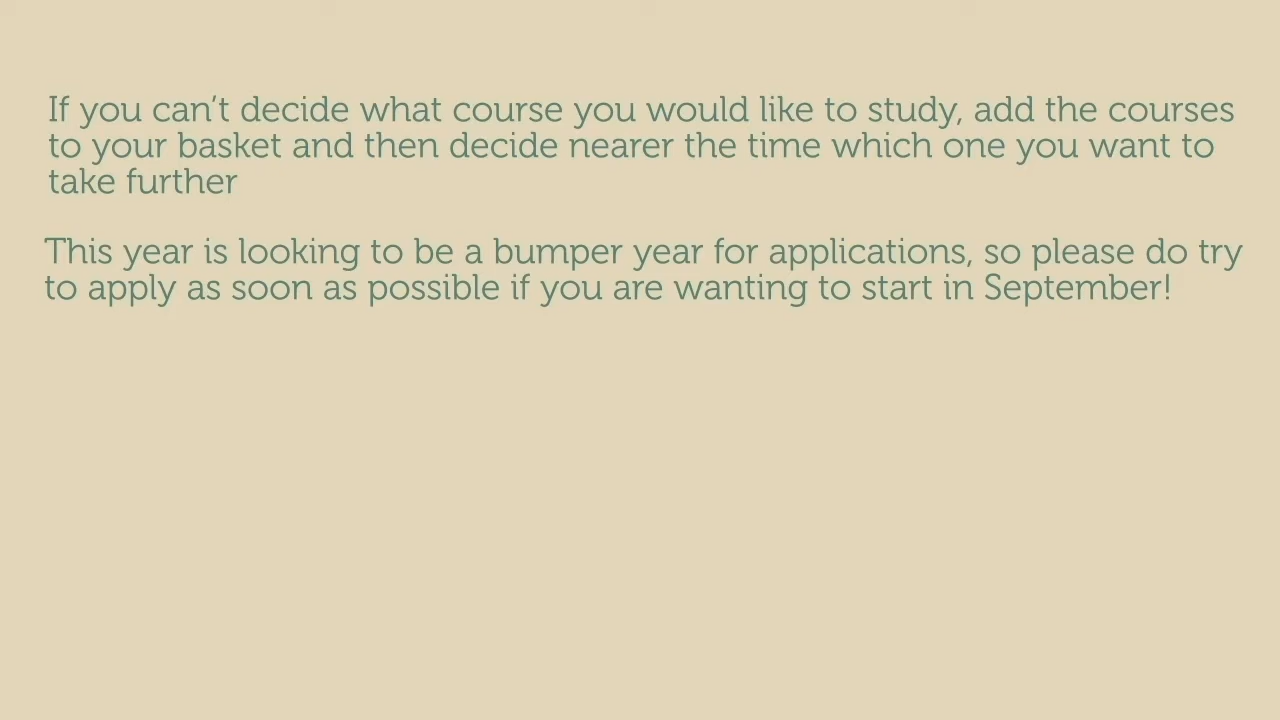 If you can’t decide what course you would like to study, add the courses
to your basket and then decide nearer the time which one you want to
take further
This year is looking to be a bumper year for applications, so please do try
to apply as soon as possible if you are wanting to start in September!